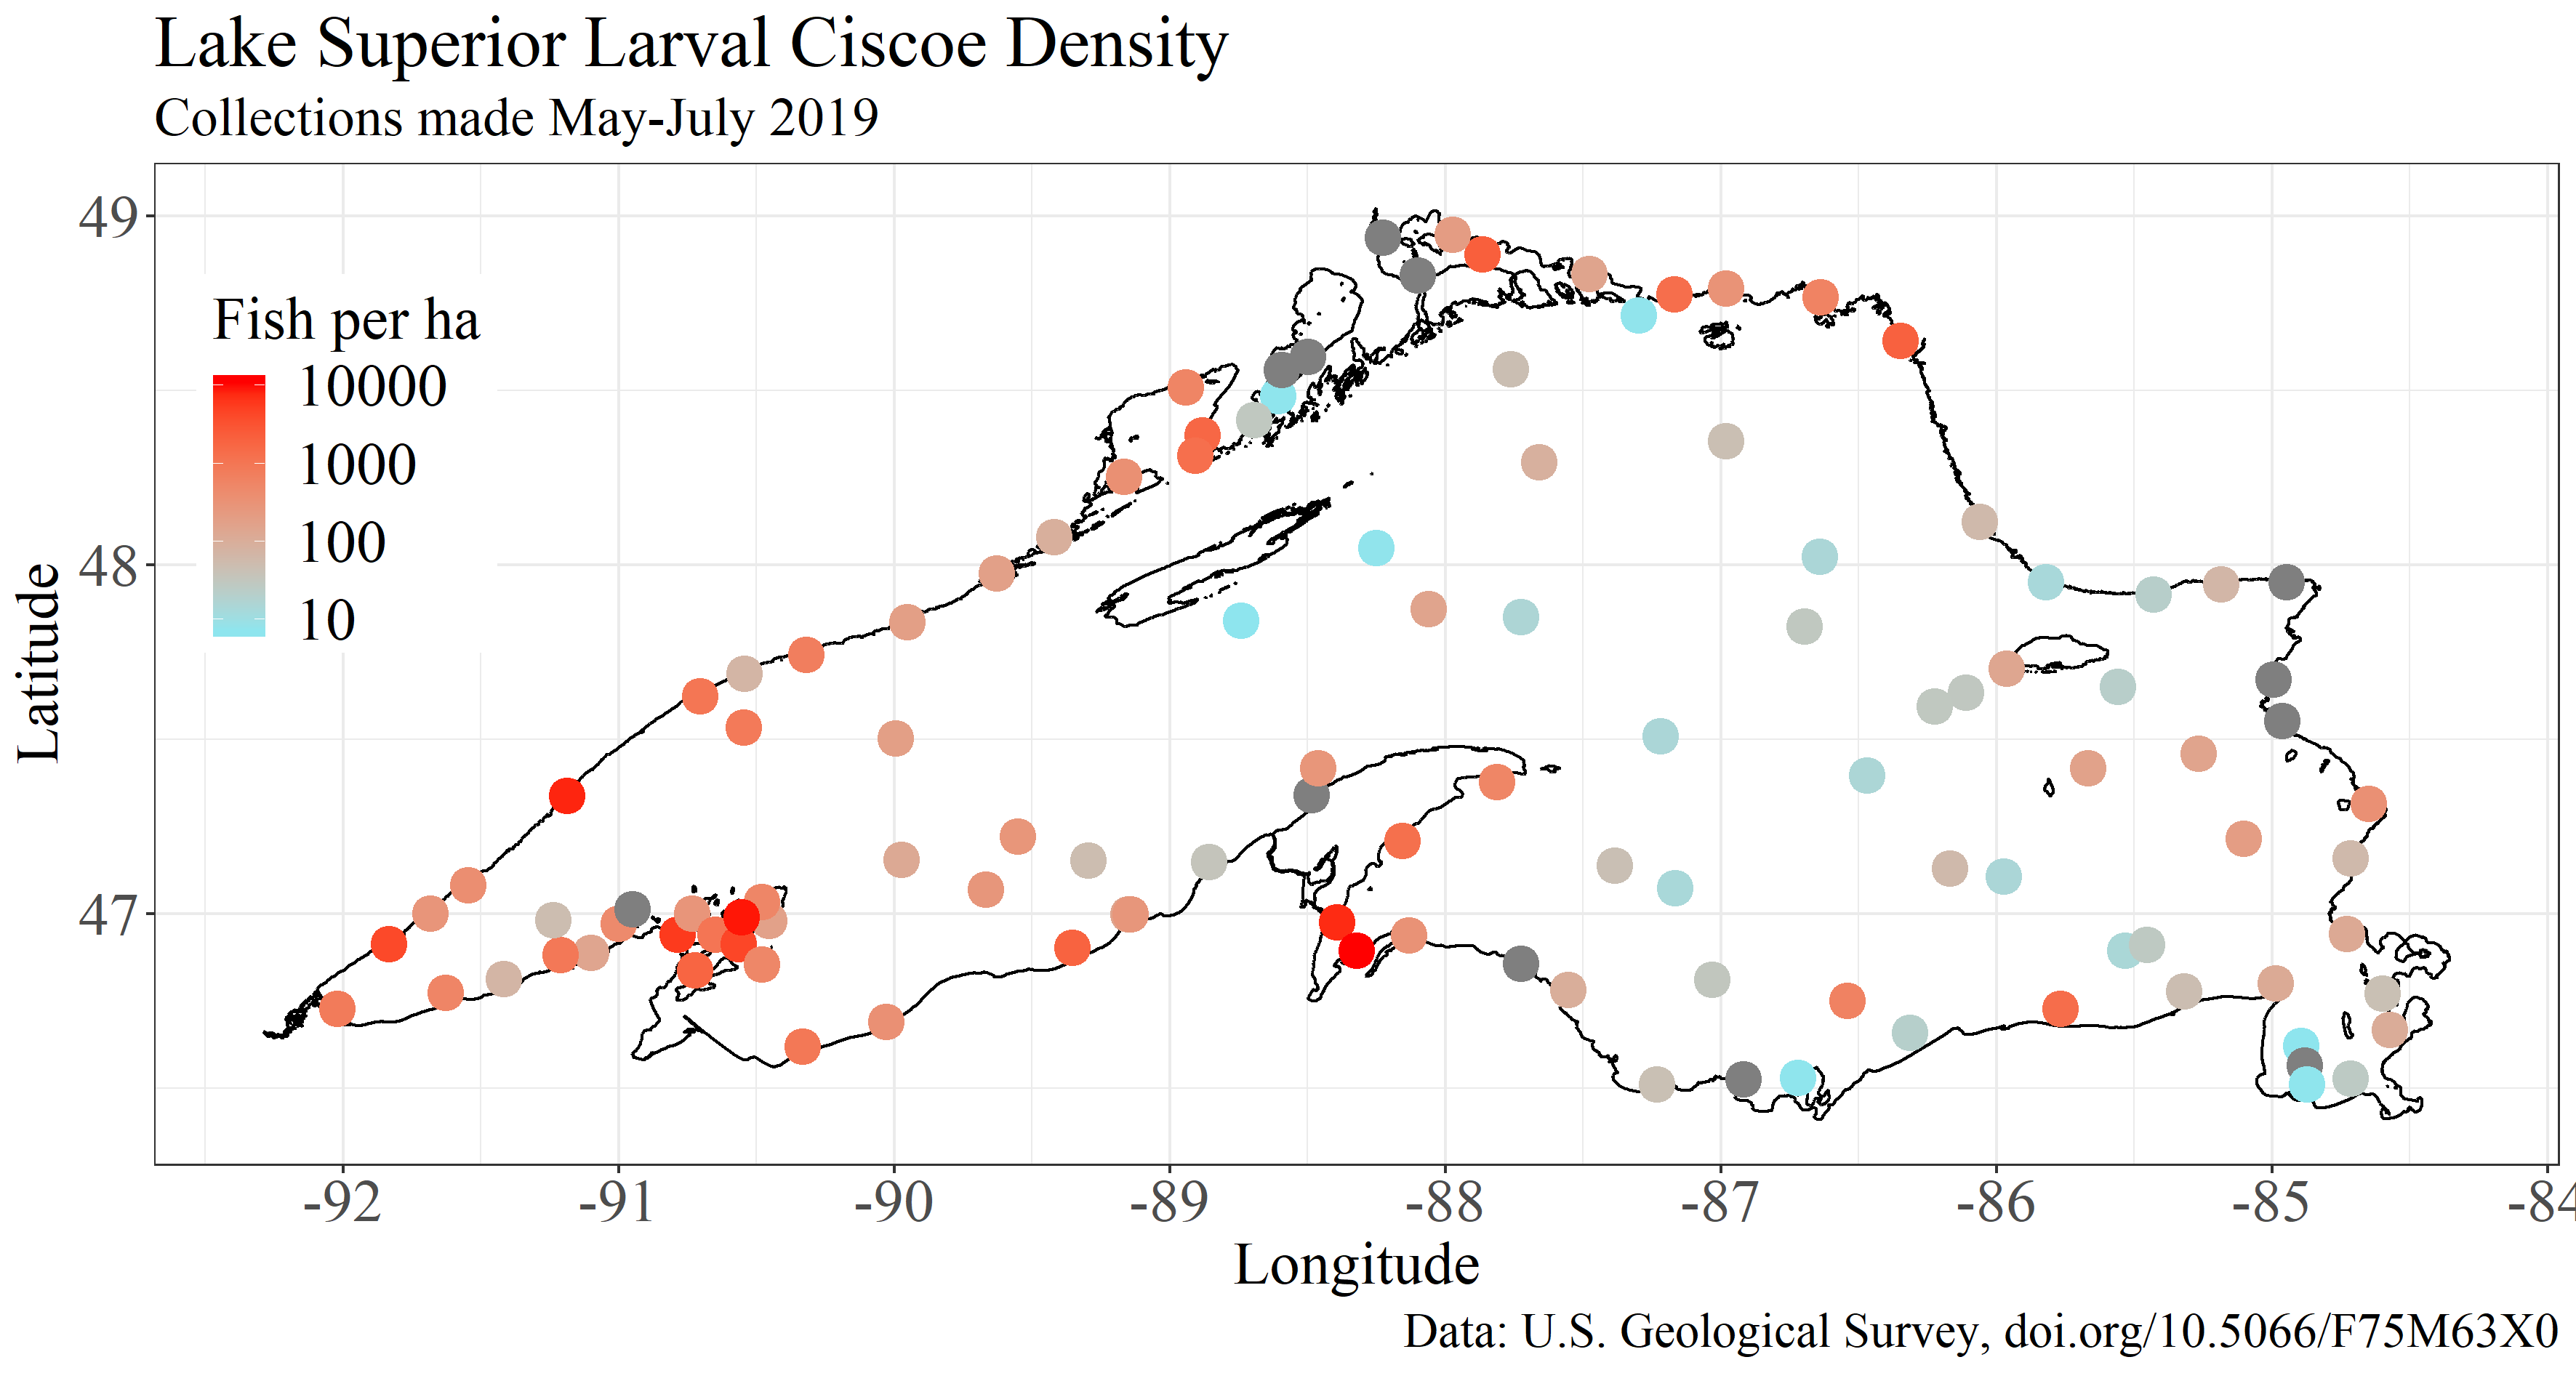 Lake Superior Larval Ciscoe Density
Collections made May-July 2019
Fish per ha
10000
1000
100
10
Latitude
49
48
47
-92
-91
-90
-89
-88
-87
-86
-85
-84
Longitude
Data: U.S. Geological Survey, doi.org/10.5066/F75M63X0